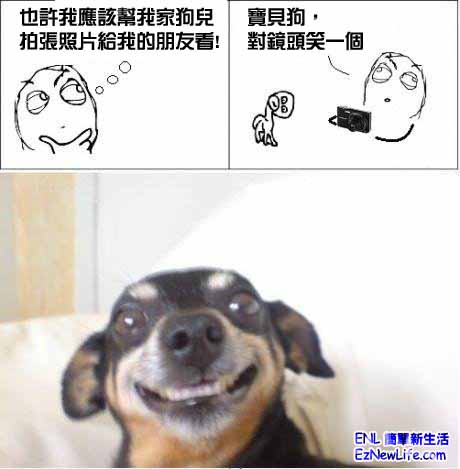 也許我應該幫我家狗兒
拍張照片給我的朋友看!
寶貝狗，
對鏡頭笑一個
ENL 簡單新生活
EzNewLife.com